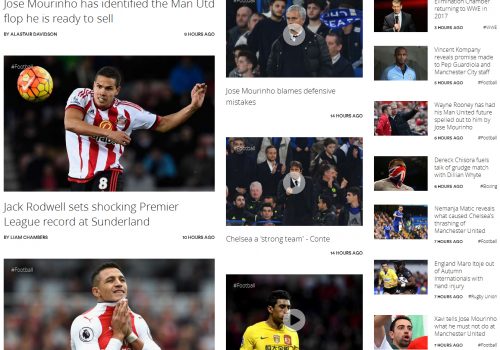 Jose Mourinho has identified the Man Utd
flop he is ready to sell
BY ALASTAIR DAVIDSON
9 HOURS AGO
#Football
8
Jack Rodwell sets shocking Premier
League record at Sunderland
BY LIAM CHAMBERS
10 HOURS AGO
#Football
Jose Mourinho blames defensive
mistakes
14 HOURS AGO
#Football
Chelsea a 'strong team' - Conte
14 HOURS AGO
#Football
Elimination Chamber
returning to WWE in
2017
3 HOURS AGO
#WWE
Vincent Kompany
reveals promise made
to Pep Guardiola and
Manchester City staff
5 HOURS AGO
#Football
Wayne Rooney has had
his Man United future
spelled out to him by
Jose Mourinho
6 HOURS AGO
#Football
Dereck Chisora fuels
talk of grudge match
with Dillian Whyte
6 HOURS AGO
#Boxing
Nemanja Matic reveals
what caused Chelsea's
thrashing of
Manchester United
7 HOURS AGO
#Football
England Maro Itoje out of
Autumn
Internationals with
hand injury
7 HOURS AGO
#Rugby Union
Xavi tells Jose Mourinho
what he must not do at
Manchester United
7 HOURS AGO
#Football